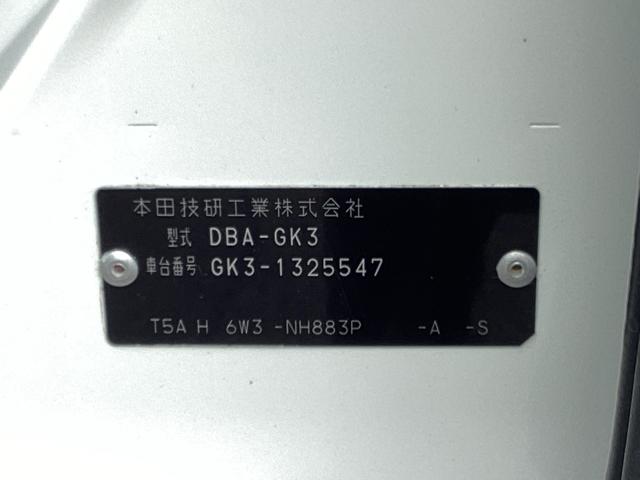 本田技研工業株式会社
型式 DBA-GK3
車台番号 GK3-1325547
T5A H 6W3 -NH883P -A -S